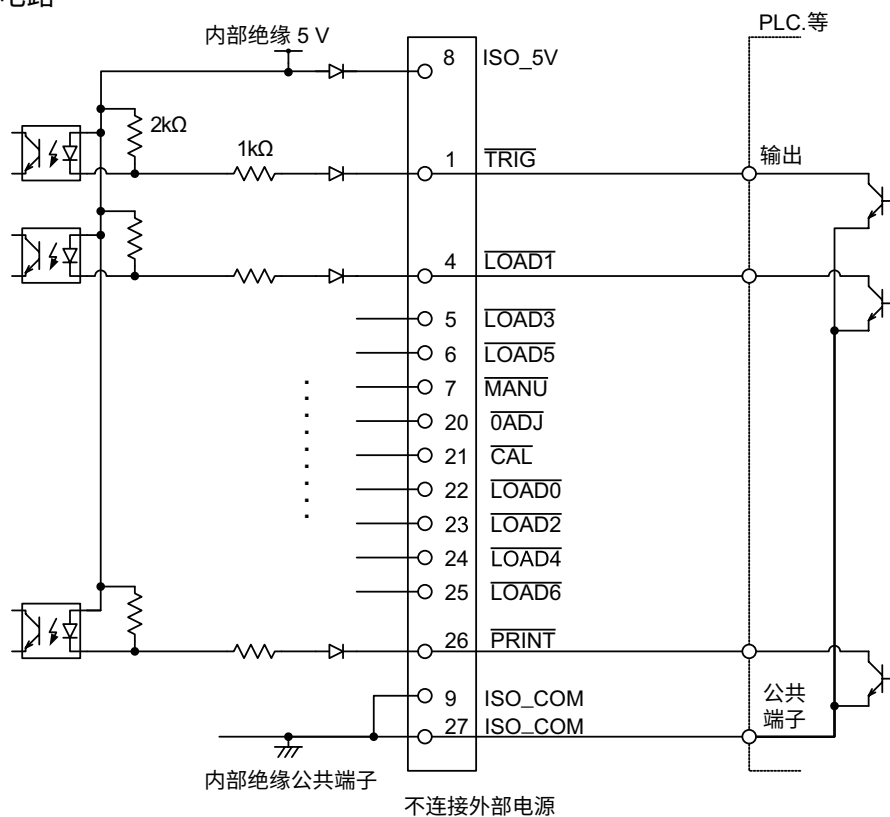 电路
内部绝缘 5 V
PLC.等
8 ISO_5V
2kΩ
1kΩ
1 TRIG
输出
4 LOAD1
5 LOAD3
6 LOAD5
7 MANU
20 0ADJ
21 CAL
22 LOAD0
23 LOAD2
24 LOAD4
25 LOAD6
26 PRINT
9 ISO_COM
公共
端子
27 ISO_COM
内部绝缘公共端子
不连接外部电源